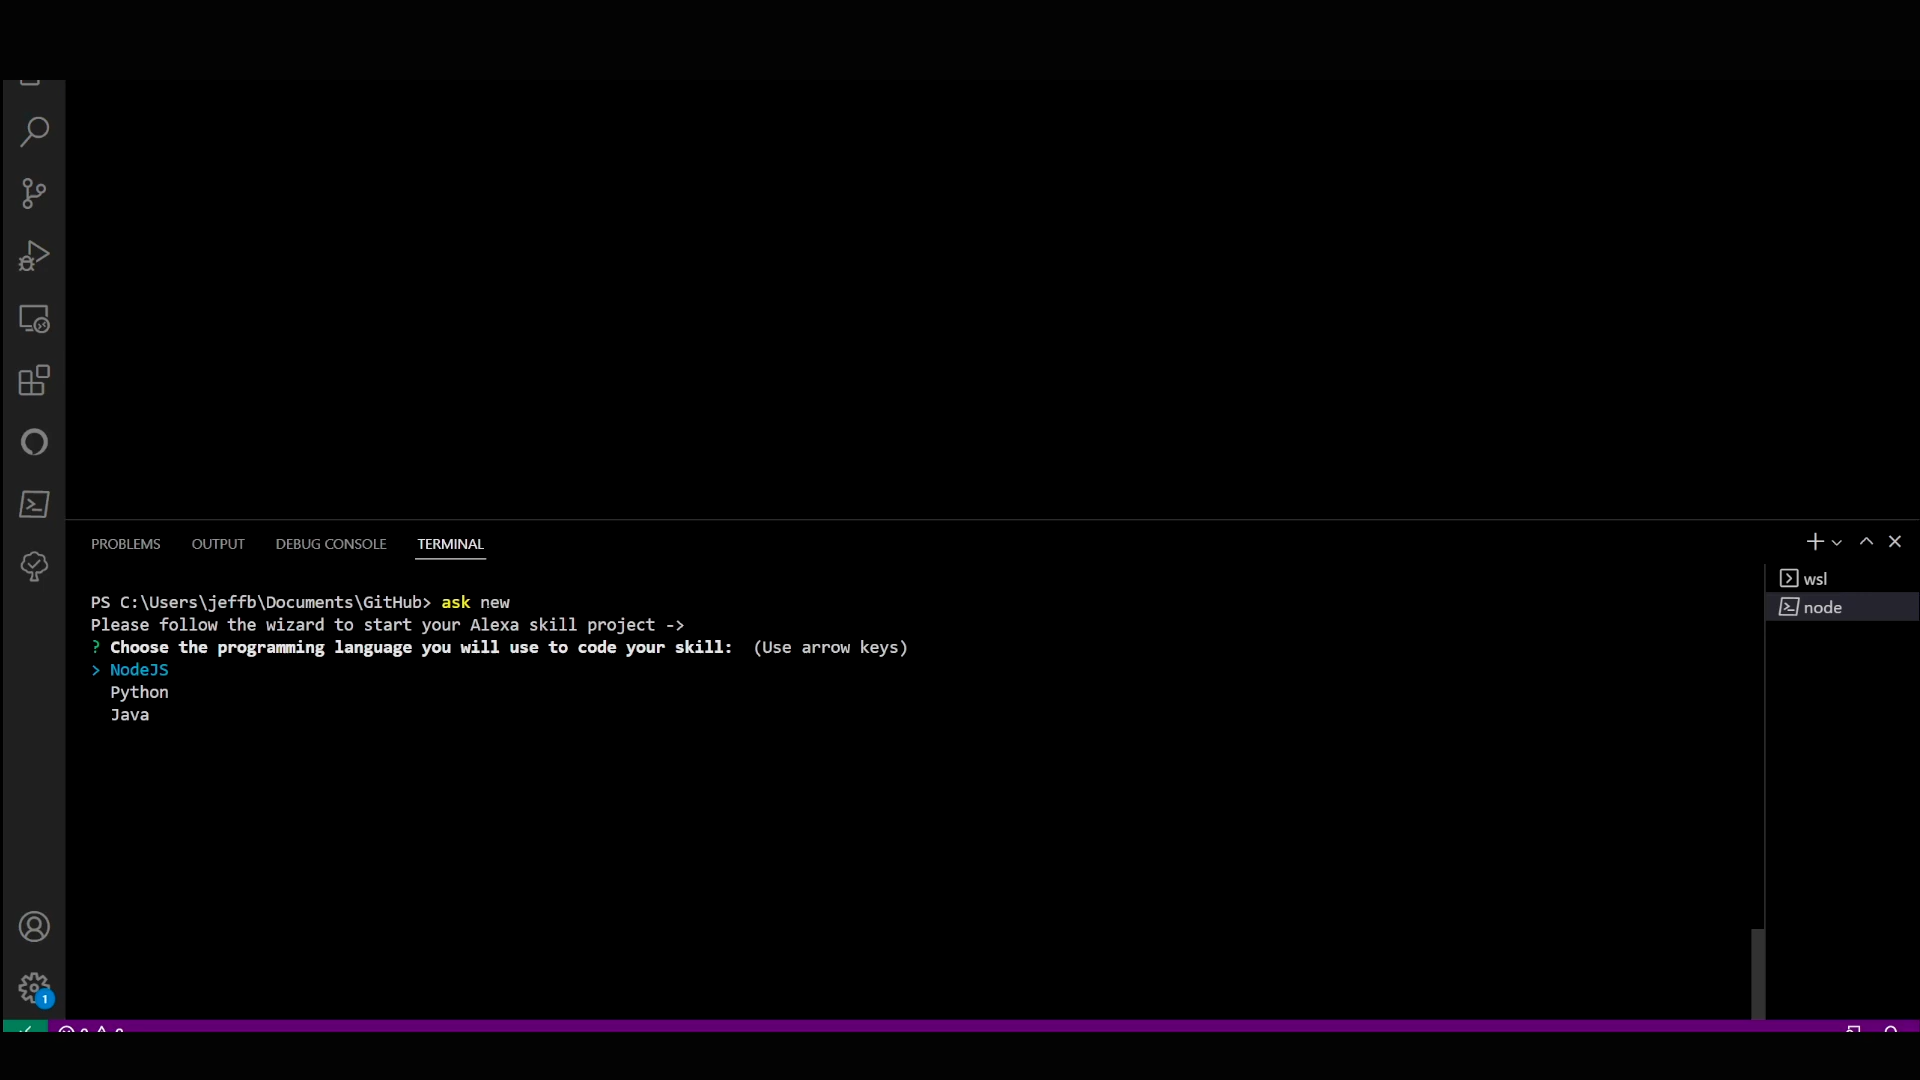 PROBLEMS OUTPUT DEBUG CONSOLE TERMINAL
wsl
node
PS C:\Users\jeffb\Documents\GitHub> ask new
Please follow the wizard to start your Alexa skill project ->
? Choose the programming language you will use to code your skill: (Use arrow keys)
> NodeJS
Python
Java
1